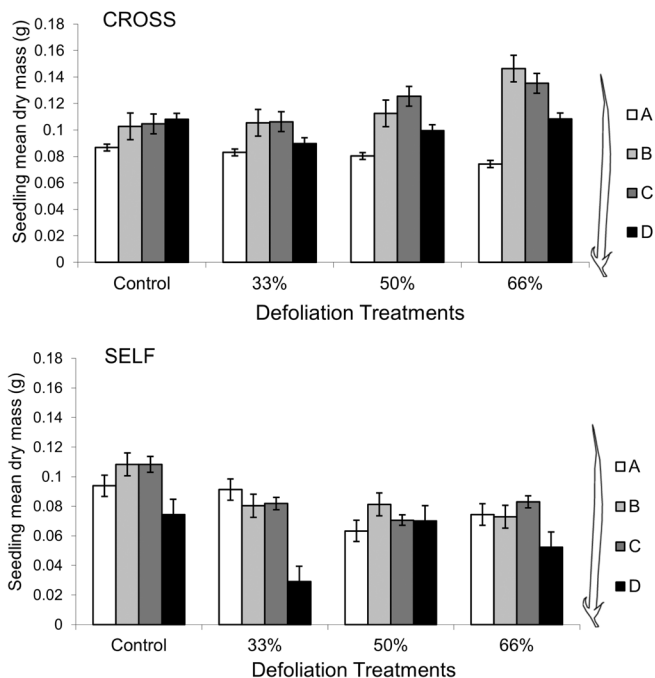 CROSS
Seedling mean dry mass (g)
0.18
0.16
0.14
0.12
0.1
0.08
0.06
0.04
0.02
0
Control 33% 50% 66%
Defoliation Treatments
A
B
C
D
SELF
Seedling mean dry mass (g)
0.18
0.16
0.14
0.12
0.1
0.08
0.06
0.04
0.02
0
Control 33% 50% 66%
Defoliation Treatments
A
B
C
D